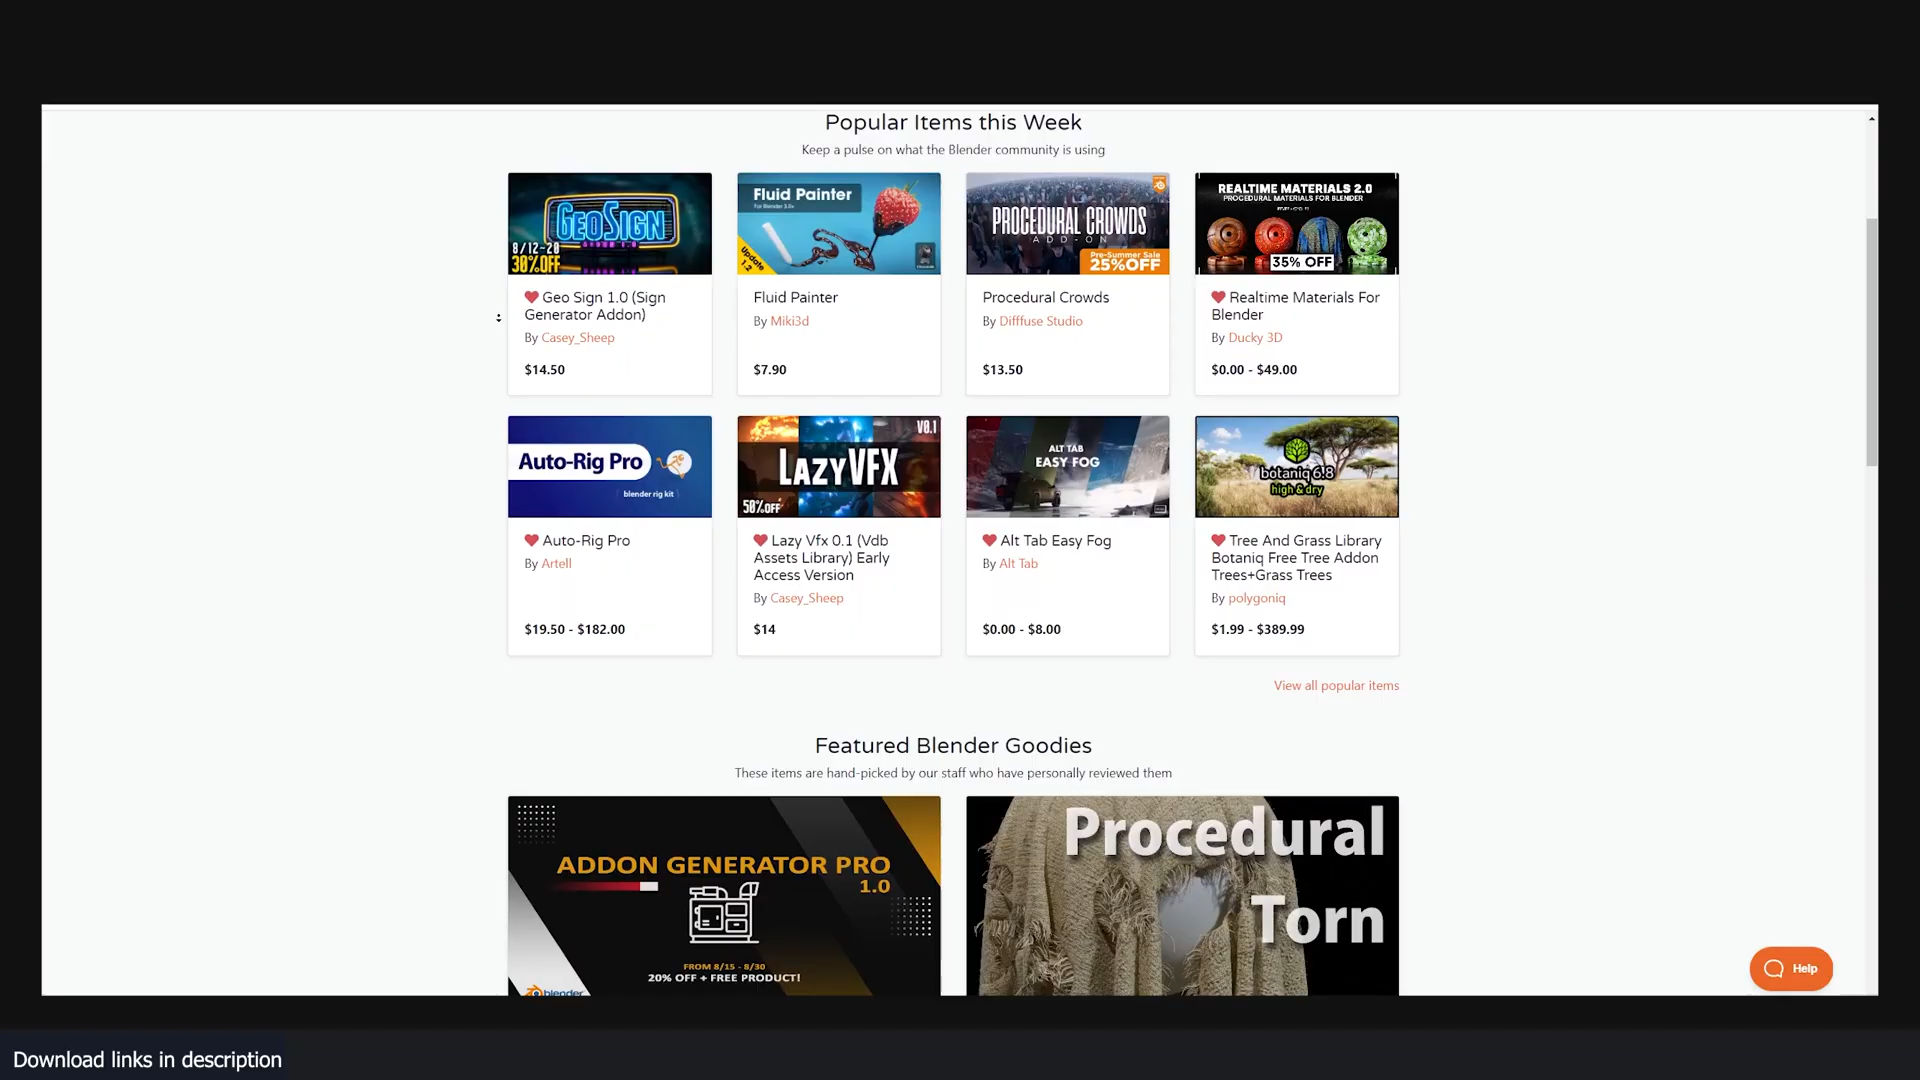 Popular Items this Week
Keep a pulse on what the Blender community is using
GEOSIGN
8/12-20
30%OFF
Fluid Painter
For Blender 3.0+
Update
1.2
PROCEDURAL CROWDS
ADD-ON
Pre-Summer Sale
25%OFF
REALTIME MATERIALS 2.0
PROCEDURAL MATERIALS FOR BLENDER
35% OFF
Geo Sign 1.0 (Sign
Generator Addon)
By Casey_Sheep
$14.50
Fluid Painter
By Miki3d
$7.90
Procedural Crowds
By Difffuse Studio
$13.50
Realtime Materials For
Blender
By Ducky 3D
$0.00 - $49.00
Auto-Rig Pro
blender rig kit
V0.1
LAZYVFX
50%OFF
ALT TAB
EASY FOG
botaniq 6.8
high & dry
Auto-Rig Pro
By Artell
$19.50 - $182.00
Lazy Vfx 0.1 (Vdb
Assets Library) Early
Access Version
By Casey_Sheep
$14
Alt Tab Easy Fog
By Alt Tab
$0.00 - $8.00
Tree And Grass Library
Botaniq Free Tree Addon
Trees+Grass Trees
By polygoniq
$1.99 - $389.99
View all popular items
Featured Blender Goodies
These items are hand-picked by our staff who have personally reviewed them
ADDON GENERATOR PRO
1.0
FROM 8/15 - 8/30
20% OFF + FREE PRODUCT!
blender
Procedural
Torn
Help
Download links in description